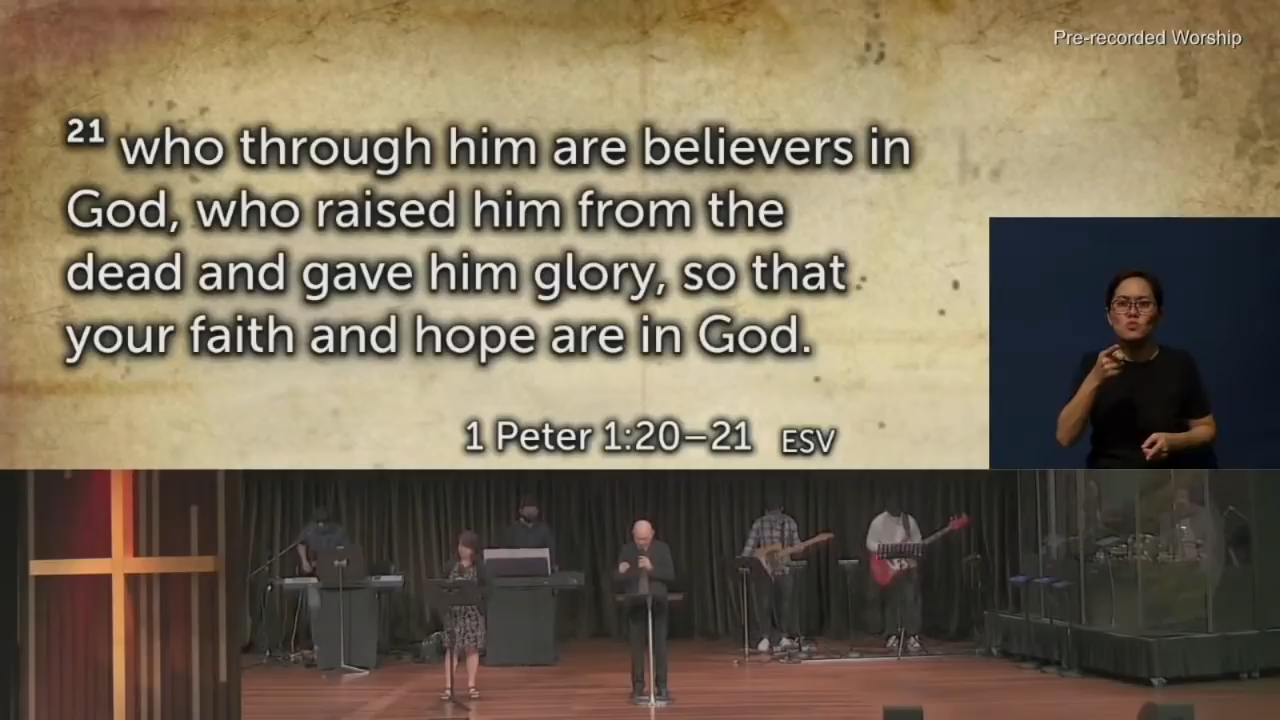 Pre-recorded Worship
21 who through him are believers in
God, who raised him from the
dead and gave him glory, so that
your faith and hope are in God.
1 Peter 1:20–21 ESV